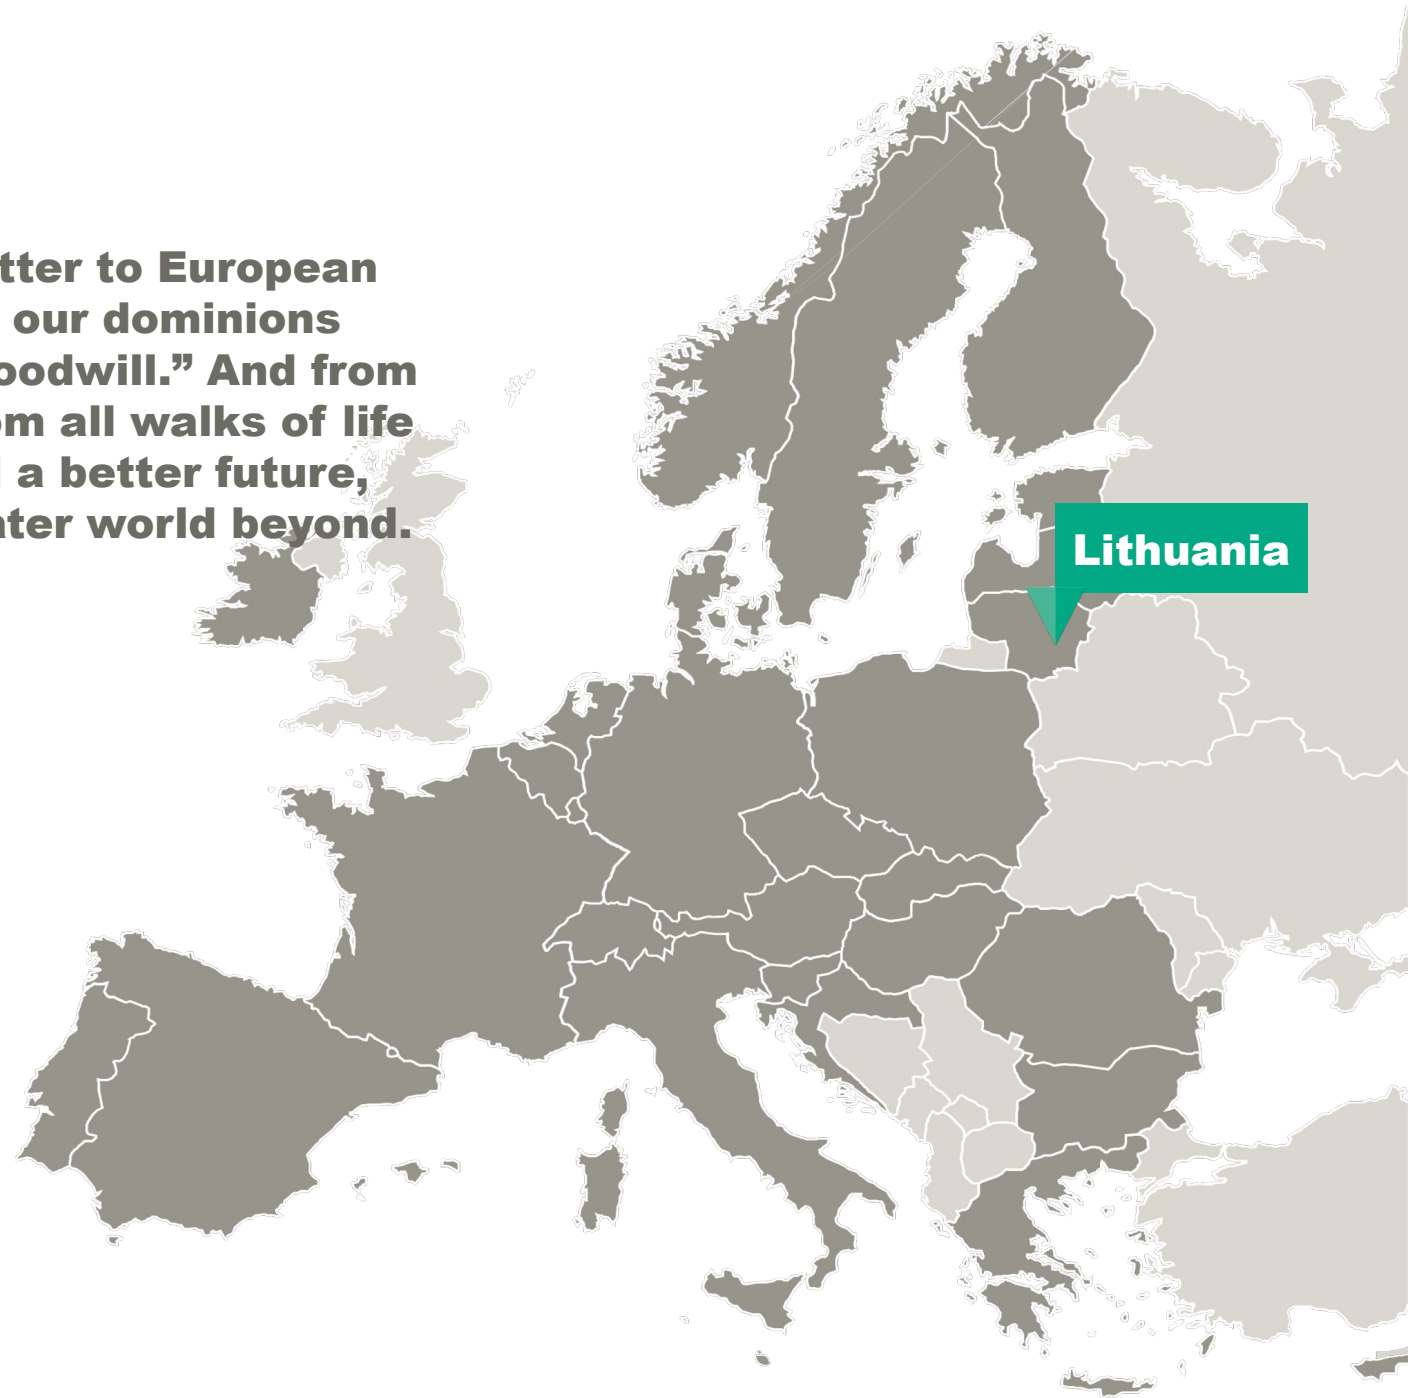 tter to European
our dominions
oodwill.” And from
om all walks of life
a better future,
ter world beyond.
Lithuania